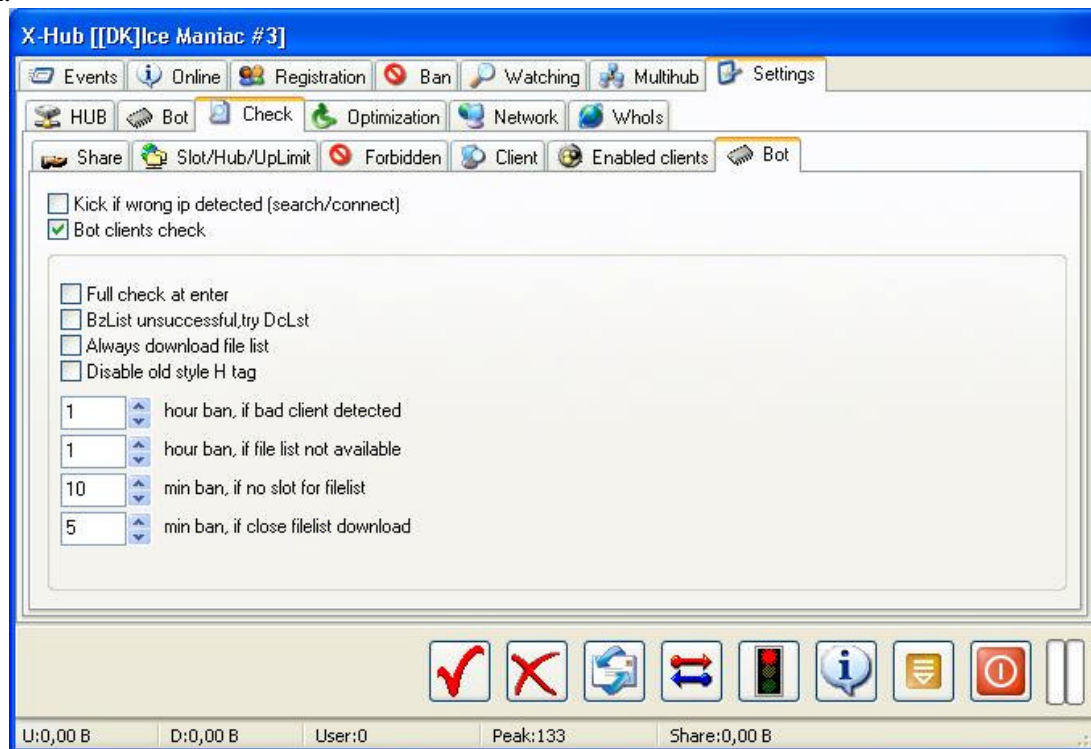 X-Hub [[DK]Ice Maniac #3]
Events Online Registration Ban Watching Multihub Settings
HUB Bot Check Optimization Network WhoIs
Share Slot/Hub/UpLimit Forbidden Client Enabled clients Bot
Kick if wrong ip detected (search/connect)
Bot clients check
Full check at enter
BzList unsuccessful,try DcLst
Always download file list
Disable old style H tag
1 hour ban, if bad client detected
1 hour ban, if file list not available
10 min ban, if no slot for filelist
5 min ban, if close filelist download
U:0,00 B D:0,00 B User:0 Peak:133 Share:0,00 B